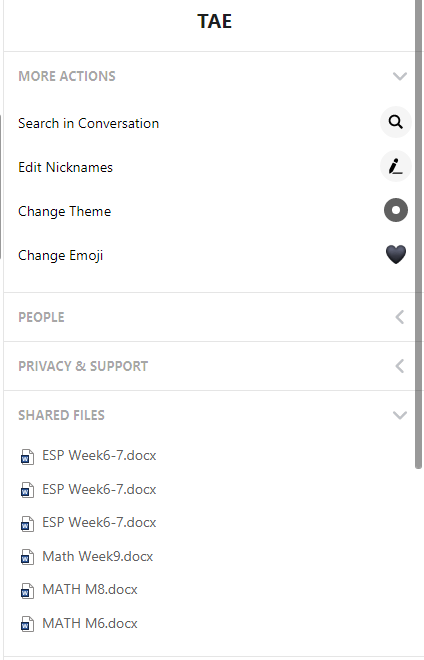 TAE
MORE ACTIONS
Search in Conversation
Edit Nicknames
Change Theme
Change Emoji
PEOPLE
PRIVACY & SUPPORT
SHARED FILES
ESP Week6-7.docx
ESP Week6-7.docx
ESP Week6-7.docx
Math Week9.docx
MATH M8.docx
MATH M6.docx